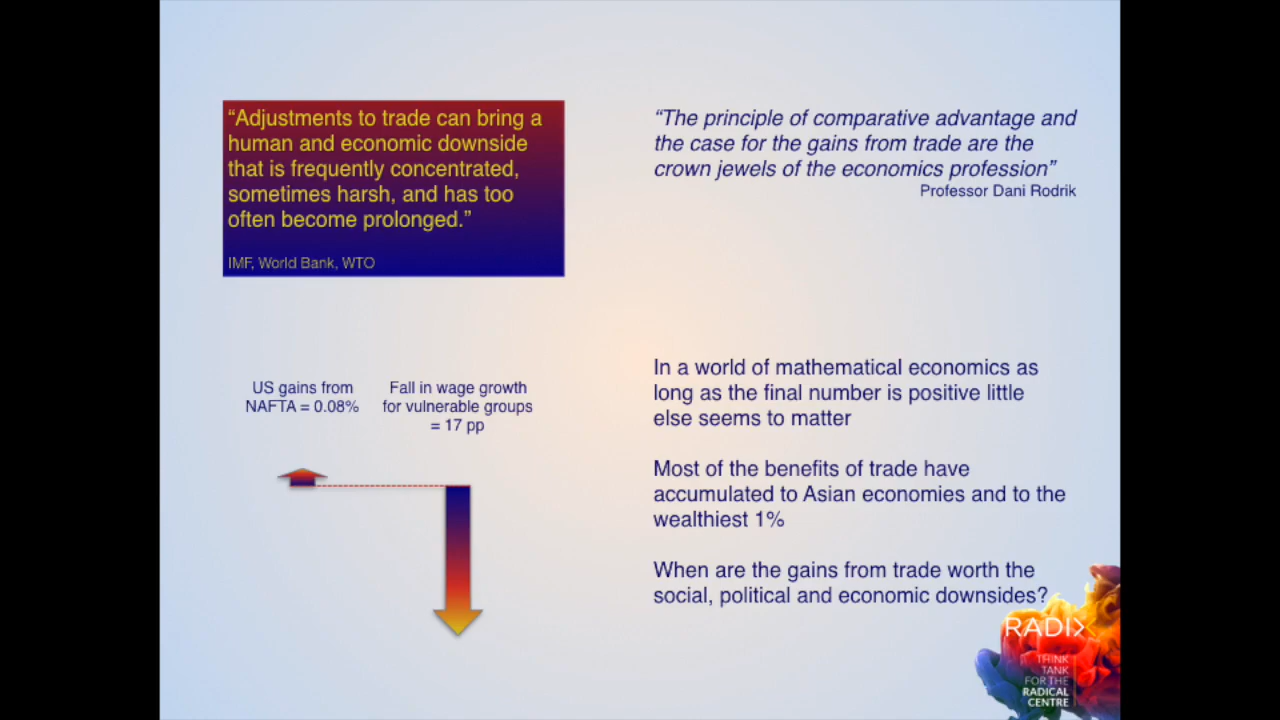 “Adjustments to trade can bring a
human and economic downside
that is frequently concentrated,
sometimes harsh, and has too
often become prolonged.”
IMF, World Bank, WTO
“The principle of comparative advantage and
the case for the gains from trade are the
crown jewels of the economics profession”
Professor Dani Rodrik
US gains from
NAFTA = 0.08%
Fall in wage growth
for vulnerable groups
= 17 pp
In a world of mathematical economics as
long as the final number is positive little
else seems to matter
Most of the benefits of trade have
accumulated to Asian economies and to the
wealthiest 1%
When are the gains from trade worth the
social, political and economic downsides?
RADIX
THINK
TANK
FOR THE
RADICAL
CENTRE